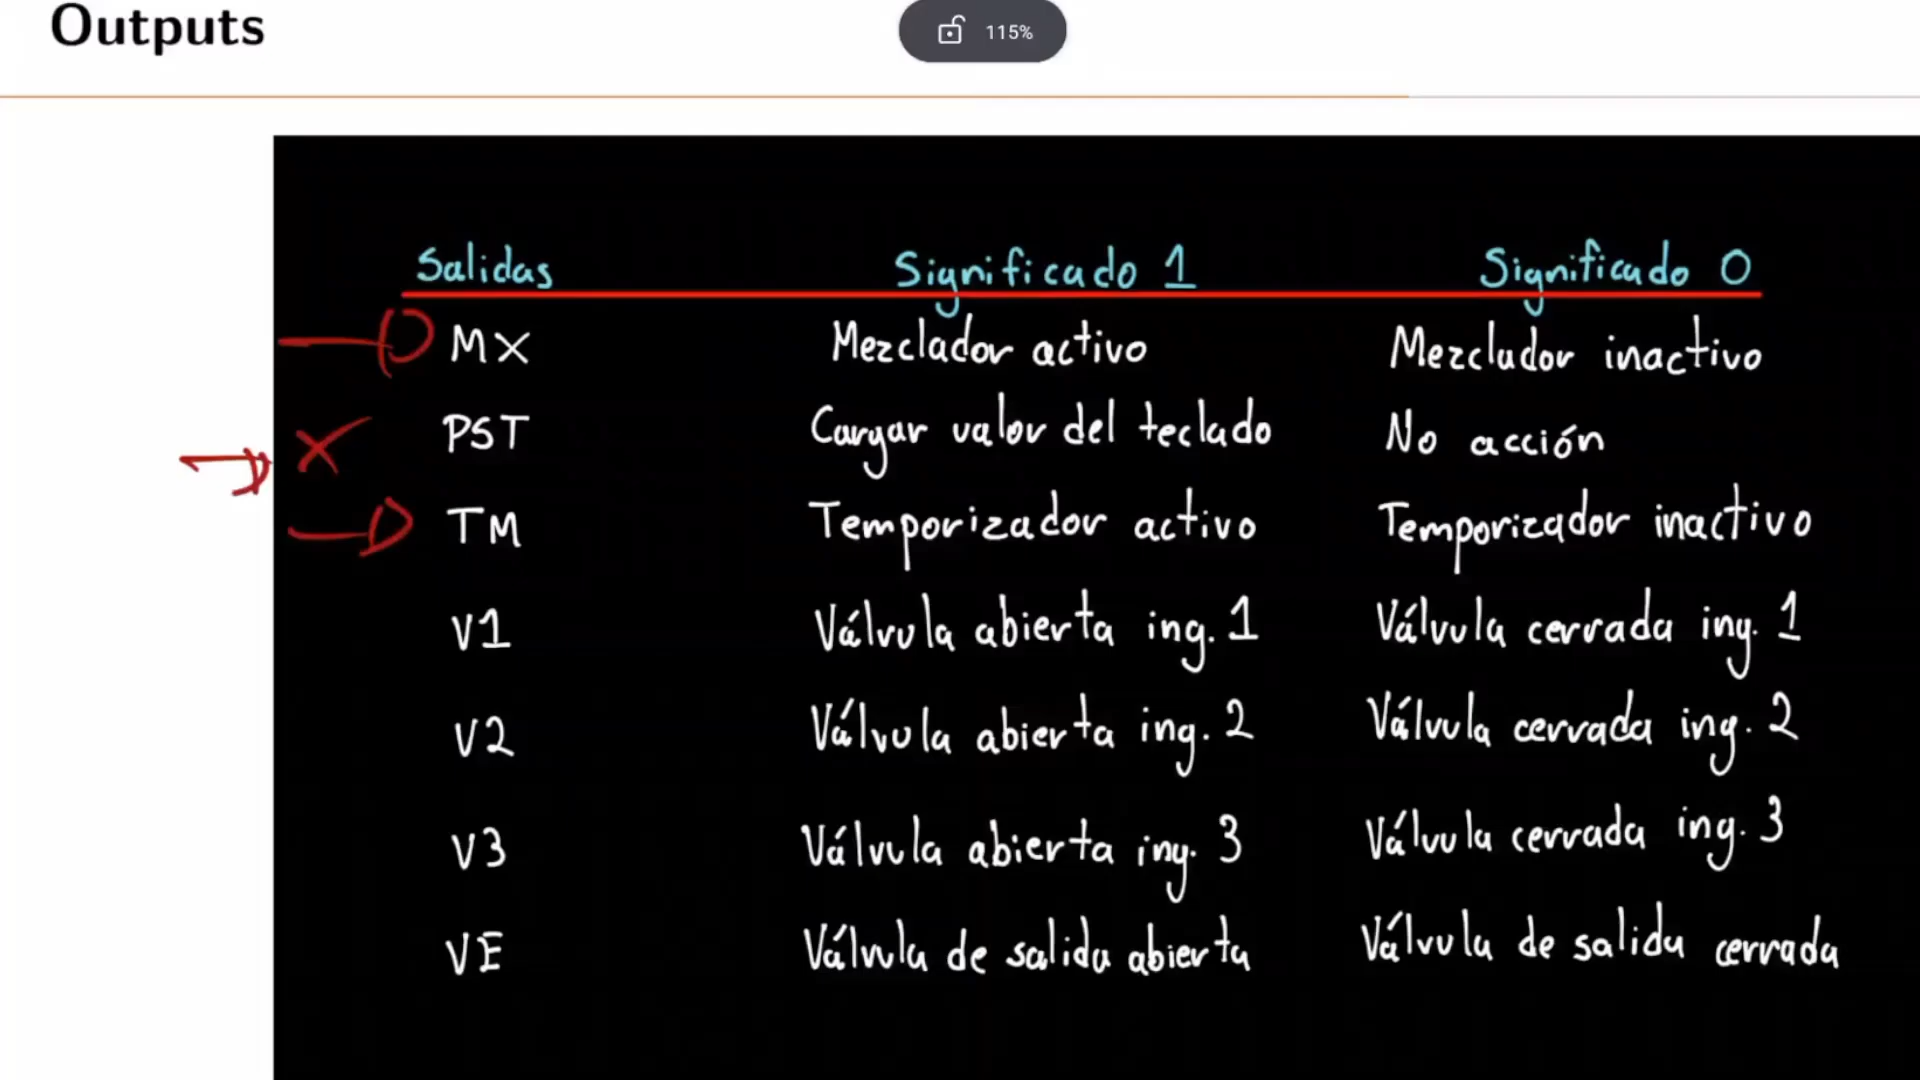 Outputs
115%
Salidas Significado 1 Significado 0
MX Mezclador activo Mezclador inactivo
PST Cargar valor del teclado No acción
TM Temporizador activo Temporizador inactivo
V1 Válvula abierta ing. 1 Válvula cerrada ing. 1
V2 Válvula abierta ing. 2 Válvula cerrada ing. 2
V3 Válvula abierta ing. 3 Válvula cerrada ing. 3
VE Válvula de salida abierta Válvula de salida cerrada